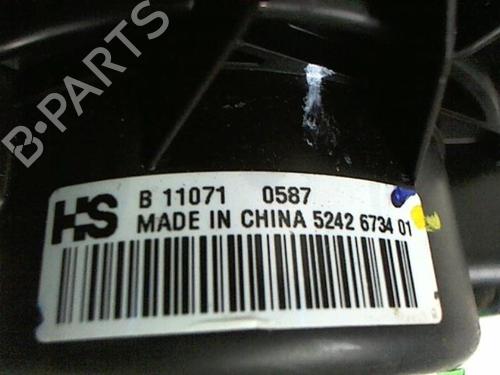 B-PARTS
HS B 11071 0587
MADE IN CHINA 5242 6734 01